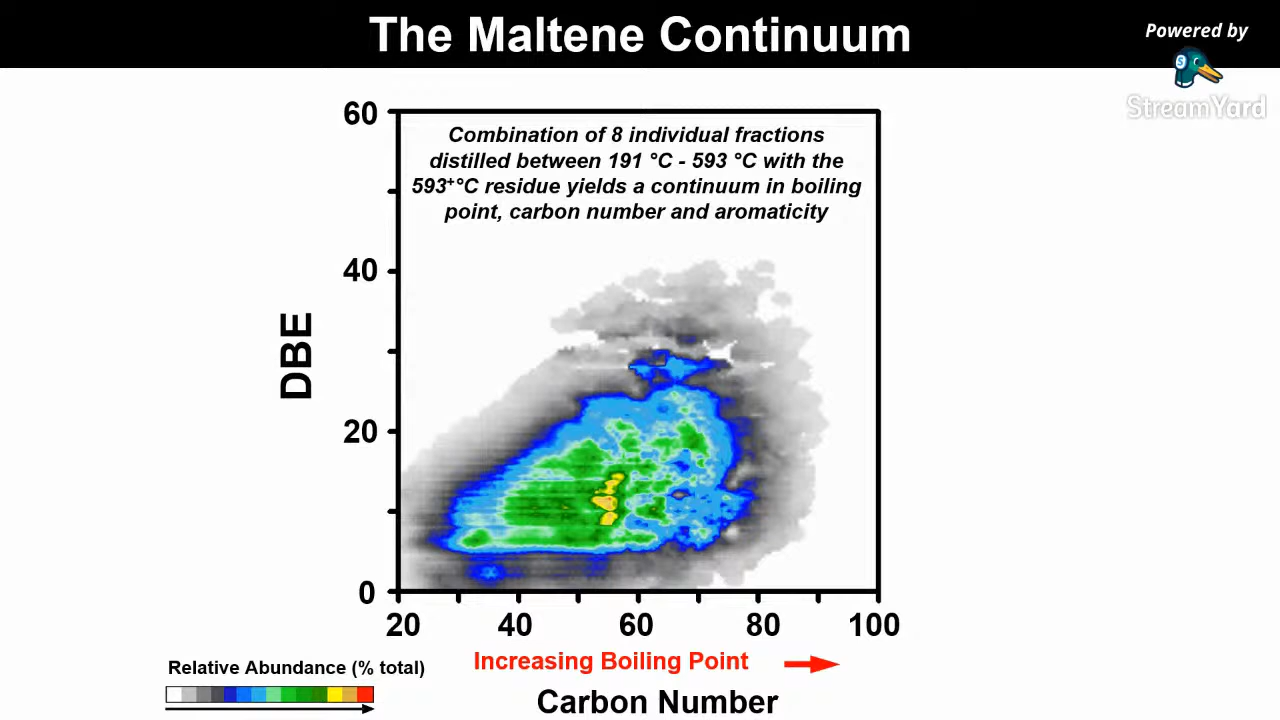 The Maltene Continuum
Powered by
StreamYard
60
Combination of 8 individual fractions
distilled between 191 °C - 593 °C with the
593⁺°C residue yields a continuum in boiling
point, carbon number and aromaticity
40
DBE
20
0
20 40 60 80 100
Increasing Boiling Point
Relative Abundance (% total)
Carbon Number